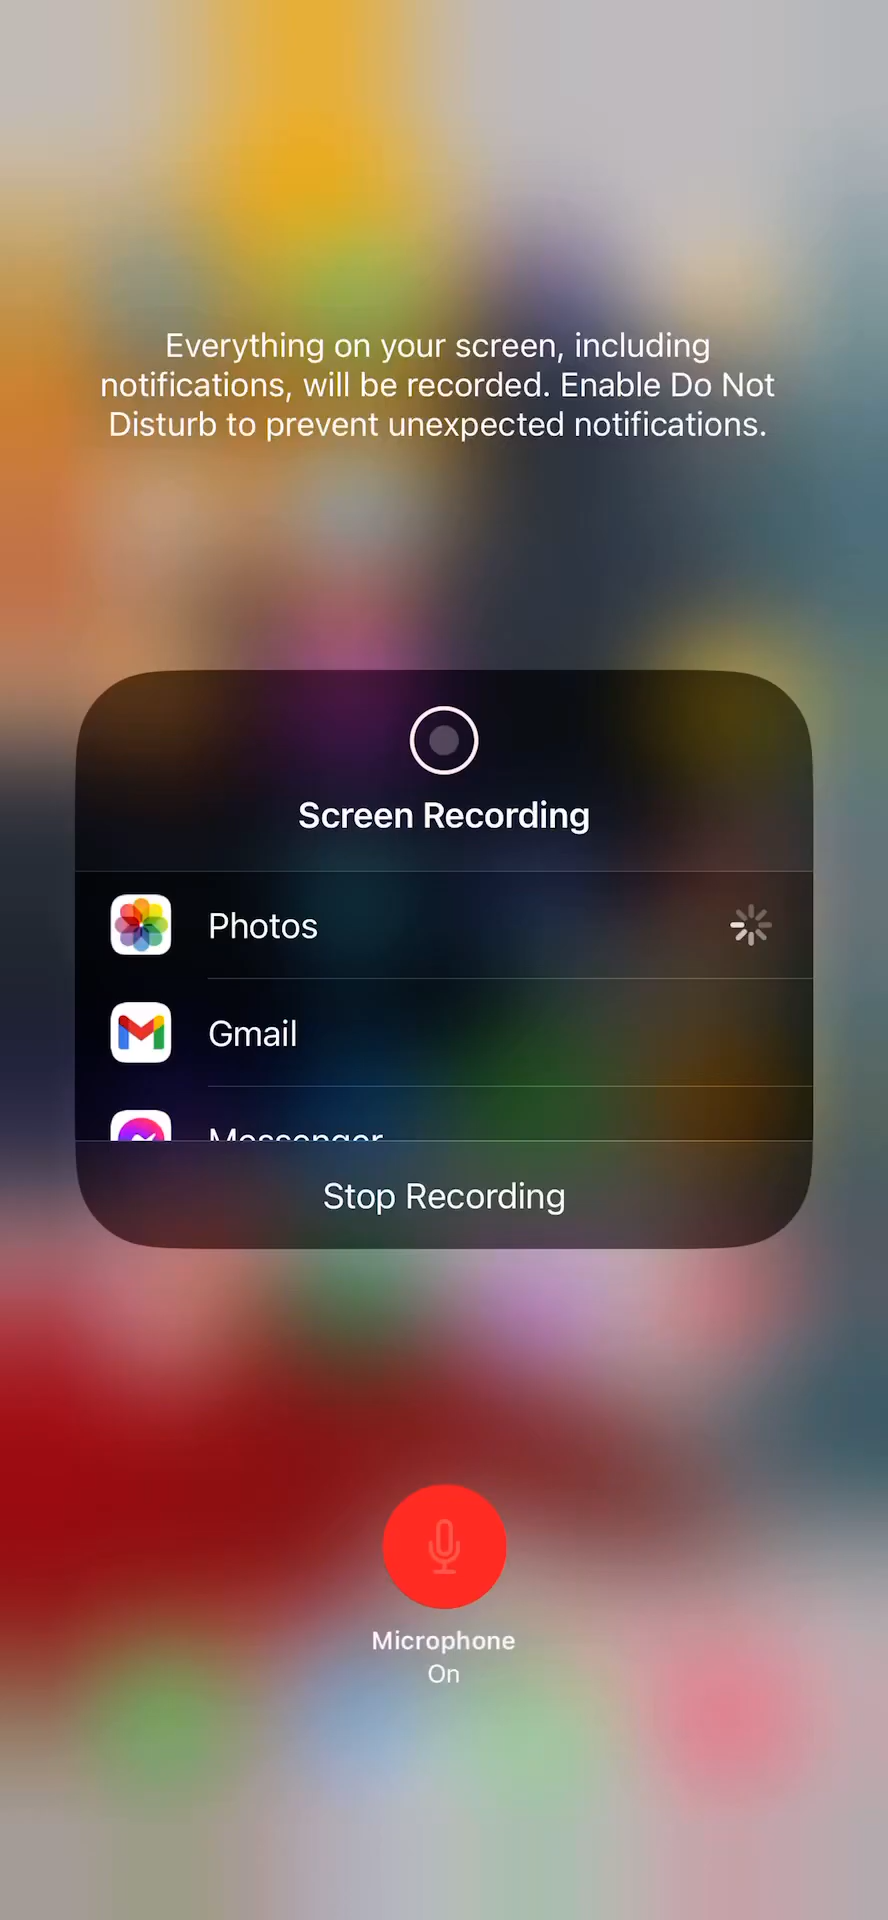 Everything on your screen, including
notifications, will be recorded. Enable Do Not
Disturb to prevent unexpected notifications.
Screen Recording
Photos
Gmail
Messenger
Stop Recording
Microphone
On